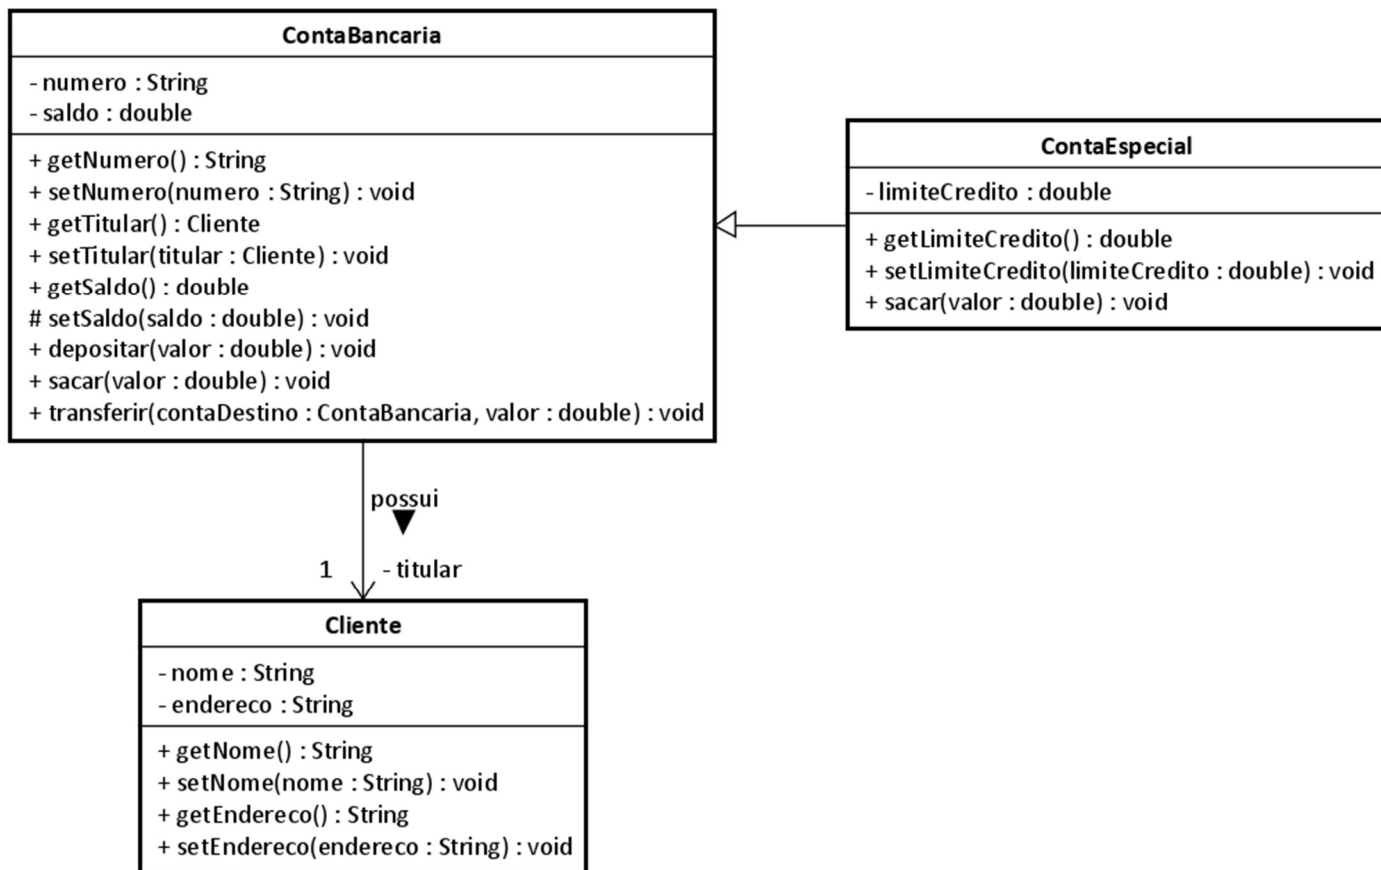 ContaBancaria
- numero : String
- saldo : double
+ getNumero() : String
+ setNumero(numero : String) : void
+ getTitular() : Cliente
+ setTitular(titular : Cliente) : void
+ getSaldo() : double
# setSaldo(saldo : double) : void
+ depositar(valor : double) : void
+ sacar(valor : double) : void
+ transferir(contaDestino : ContaBancaria, valor : double) : void
ContaEspecial
- limiteCredito : double
+ getLimiteCredito() : double
+ setLimiteCredito(limiteCredito : double) : void
+ sacar(valor : double) : void
possui
1 - titular
Cliente
- nome : String
- endereco : String
+ getNome() : String
+ setNome(nome : String) : void
+ getEndereco() : String
+ setEndereco(endereco : String) : void